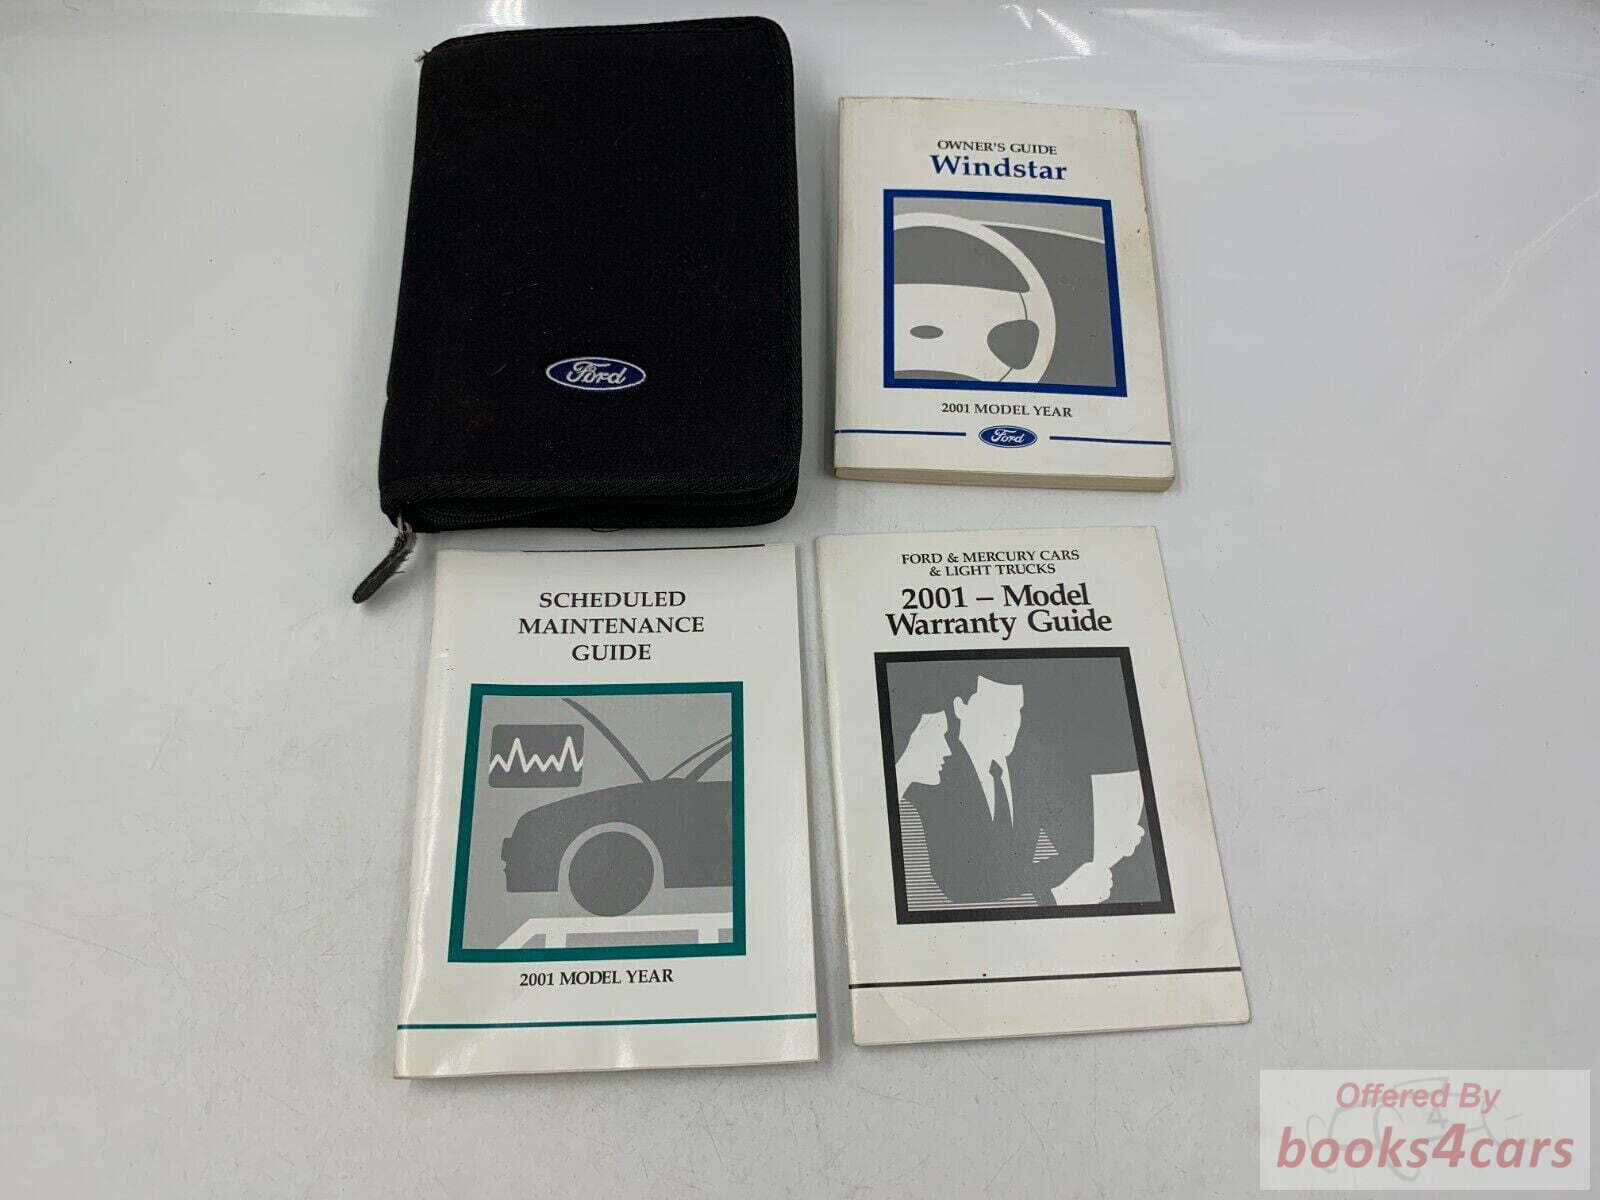 Ford
OWNER'S GUIDE
Windstar
2001 MODEL YEAR
Ford
SCHEDULED
MAINTENANCE
GUIDE
2001 MODEL YEAR
FORD & MERCURY CARS
& LIGHT TRUCKS
2001 – Model
Warranty Guide
Offered By
books4cars